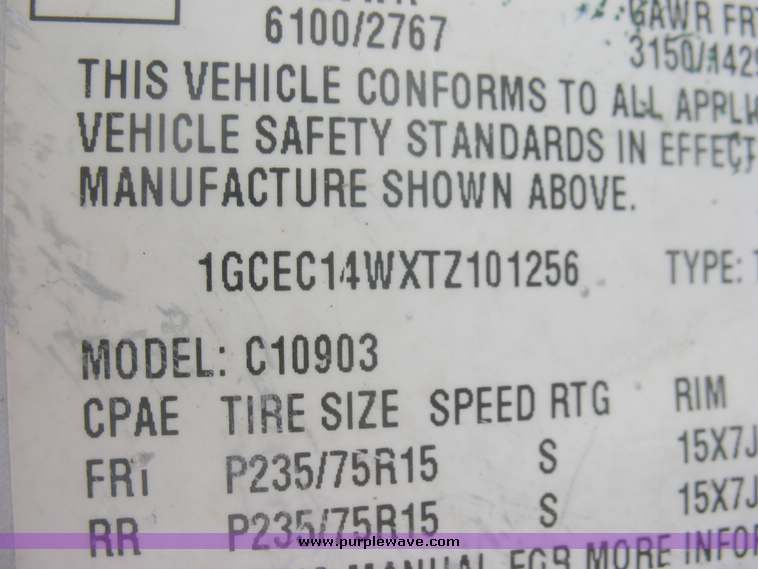 6100/2767
GAWR FR
3150/1429
THIS VEHICLE CONFORMS TO ALL
VEHICLE SAFETY STANDARDS IN
MANUFACTURE SHOWN ABOVE.
1GCEC14WXTZ101256 TYPE:
MODEL: C10903
CPAE TIRE SIZE SPEED RTG RIM
FRT P235/75R15 S 15X7J
RR P235/75R15 S 15X7J
MANUAL FOR MORE
www.purplewave.com